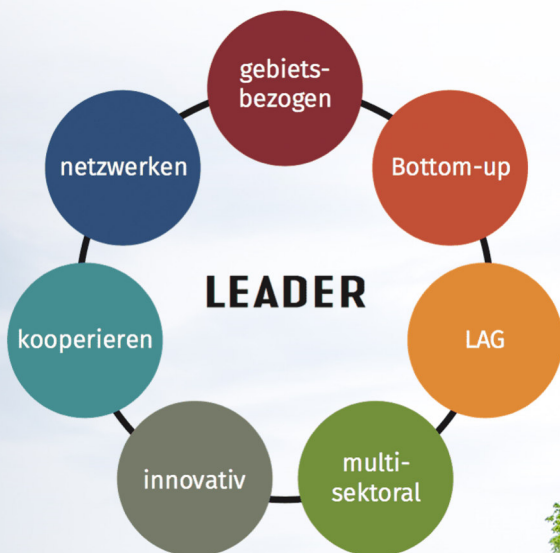 gebiets-
bezogen
Bottom-up
LAG
multi-
sektoral
innovativ
kooperieren
netzwerken
LEADER